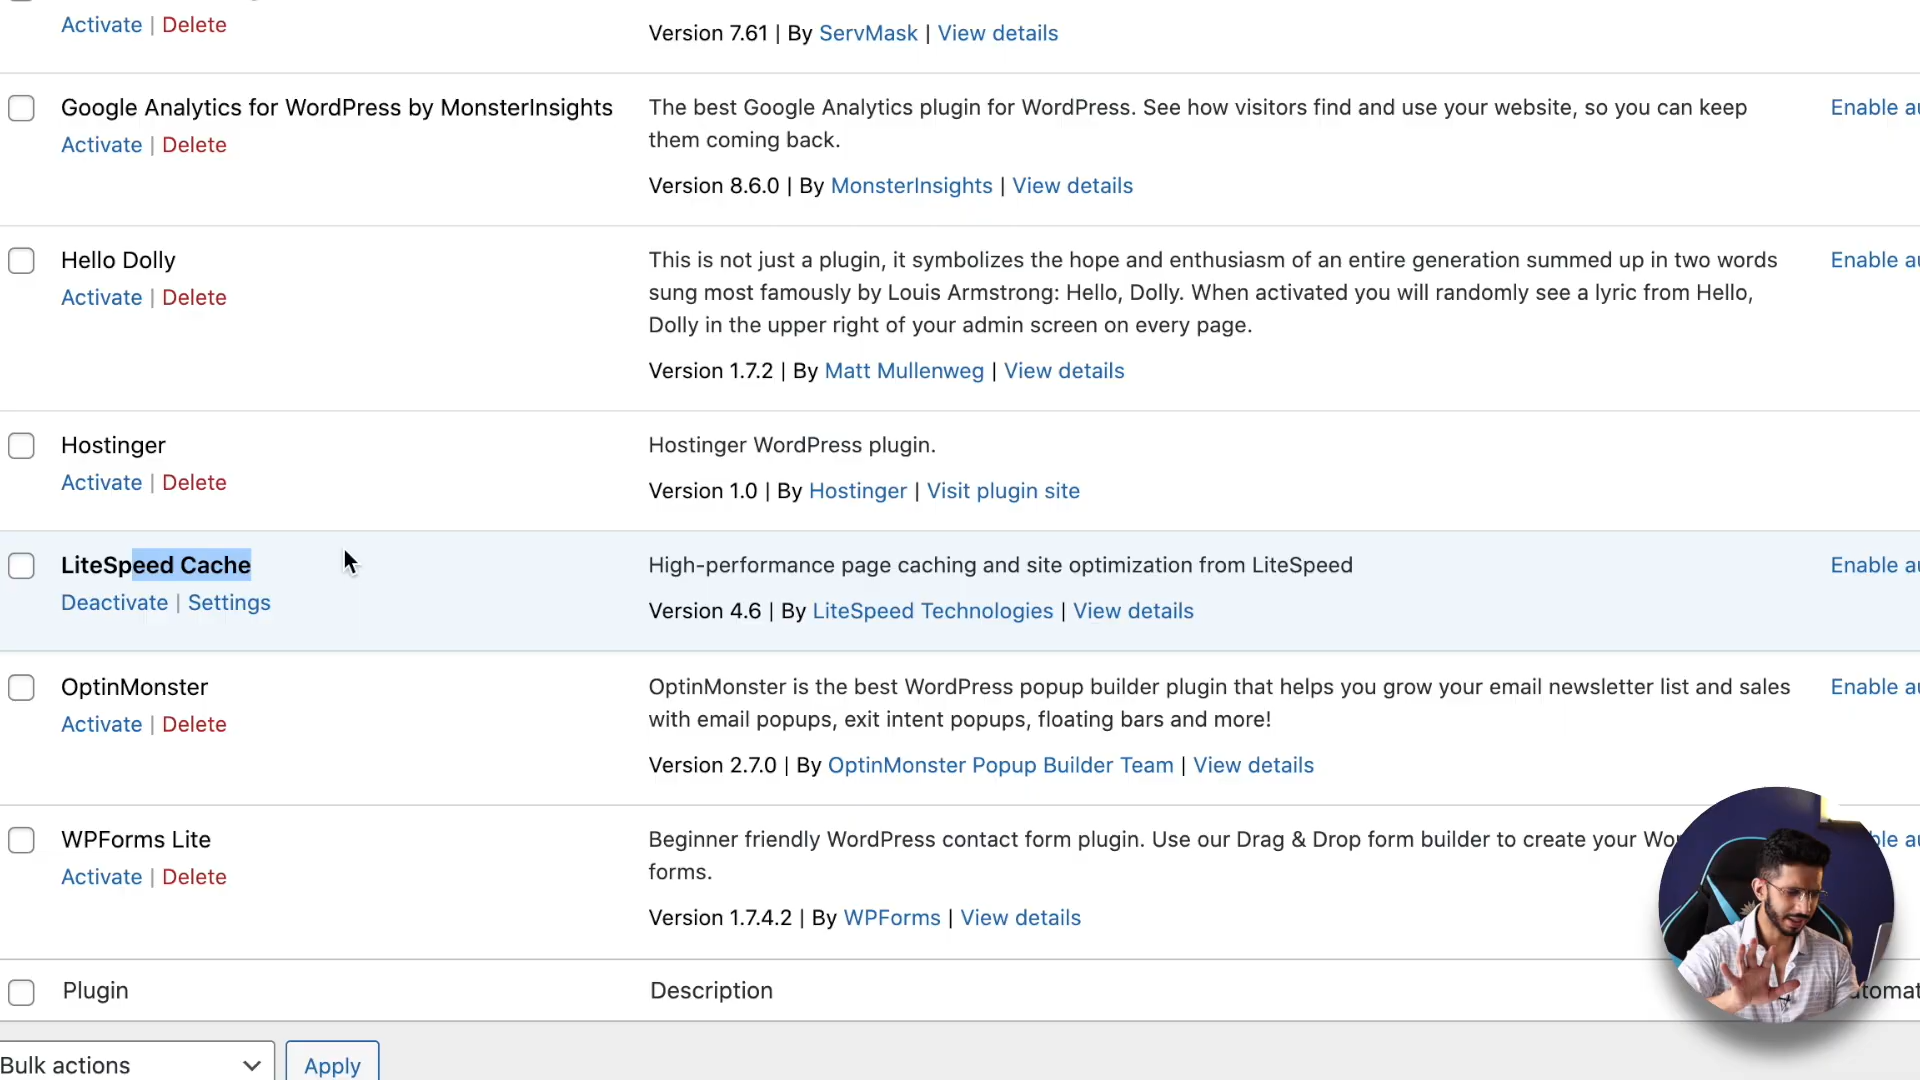 Activate | Delete
Version 7.61 | By ServMask | View details
Google Analytics for WordPress by MonsterInsights
Activate | Delete
The best Google Analytics plugin for WordPress. See how visitors find and use your website, so you can keep
them coming back.
Version 8.6.0 | By MonsterInsights | View details
Enable
Hello Dolly
Activate | Delete
This is not just a plugin, it symbolizes the hope and enthusiasm of an entire generation summed up in two words
sung most famously by Louis Armstrong: Hello, Dolly. When activated you will randomly see a lyric from Hello,
Dolly in the upper right of your admin screen on every page.
Version 1.7.2 | By Matt Mullenweg | View details
Enable
Hostinger
Activate | Delete
Hostinger WordPress plugin.
Version 1.0 | By Hostinger | Visit plugin site
LiteSpeed Cache
Deactivate | Settings
High-performance page caching and site optimization from LiteSpeed
Version 4.6 | By LiteSpeed Technologies | View details
Enable
OptinMonster
Activate | Delete
OptinMonster is the best WordPress popup builder plugin that helps you grow your email newsletter list and sales
with email popups, exit intent popups, floating bars and more!
Version 2.7.0 | By OptinMonster Popup Builder Team | View details
Enable
WPForms Lite
Activate | Delete
Beginner friendly WordPress contact form plugin. Use our Drag & Drop form builder to create your
forms.
Version 1.7.4.2 | By WPForms | View details
Plugin
Description
Bulk actions
Apply